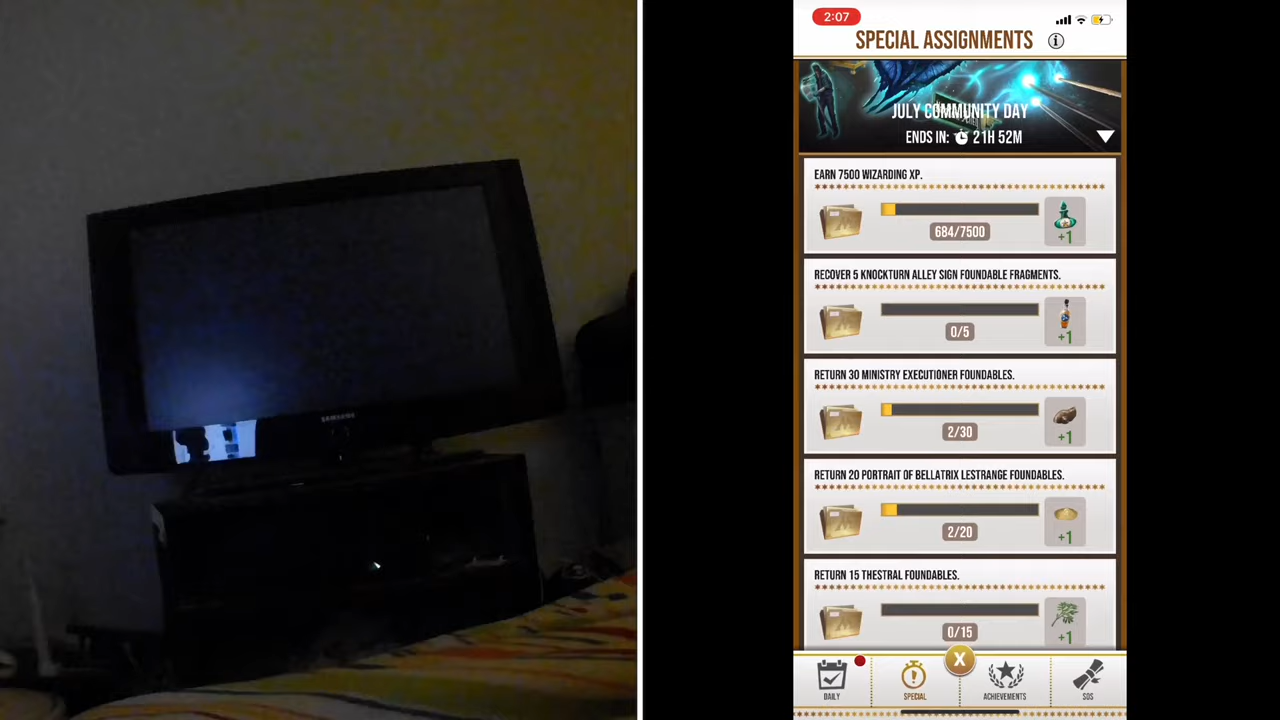 SAMSUNG
2:07
SPECIAL ASSIGNMENTS
JULY COMMUNITY DAY
ENDS IN: 21H 52M
EARN 7500 WIZARDING XP.
684/7500
+1
RECOVER 5 KNOCKTURN ALLEY SIGN FOUNDABLE FRAGMENTS.
0/5
+1
RETURN 30 MINISTRY EXECUTIONER FOUNDABLES.
2/30
+1
RETURN 20 PORTRAIT OF BELLATRIX LESTRANGE FOUNDABLES.
2/20
+1
RETURN 15 THESTRAL FOUNDABLES.
0/15
+1
X
DAILY
SPECIAL
ACHIEVEMENTS
SOS